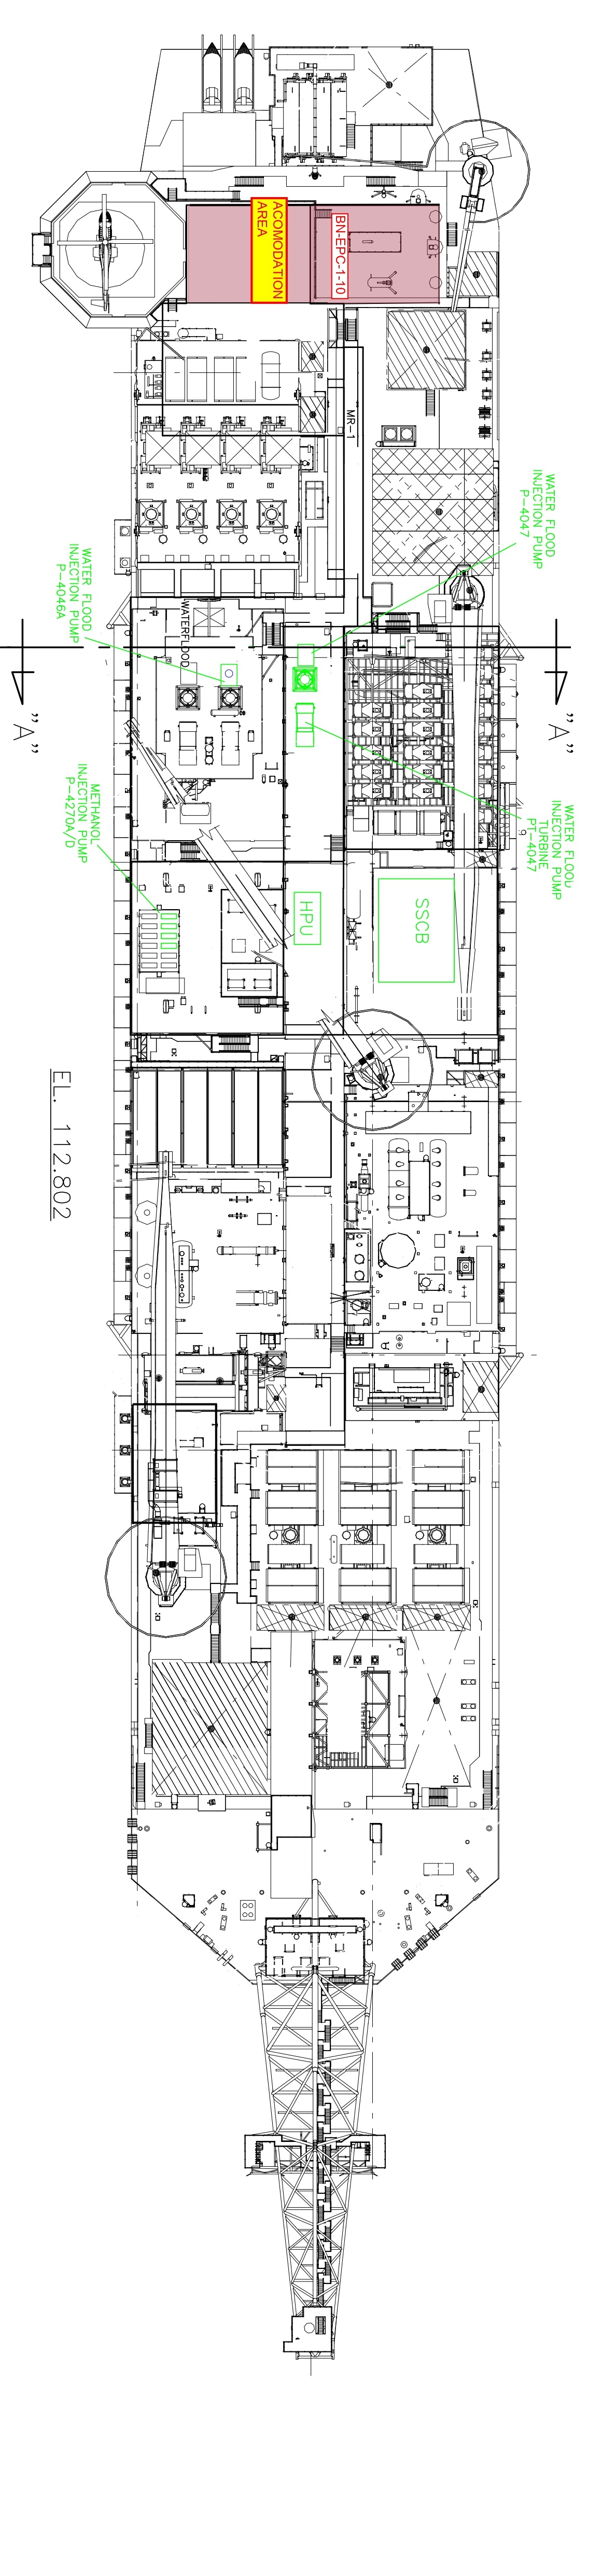 ACOMODATION
AREA
BN-EPC-1-10
MR-1
WATER FLOOD
INJECTION PUMP
P-4047
WATER FLOOD
INJECTION PUMP
P-4046A
WATERFLOOD
"A"
"A"
WATER FLOOD
INJECTION PUMP
TURBINE
PT-4047
METHANOL
INJECTION PUMP
P-4270A/D
HPU
SSCB
EL. 112.802